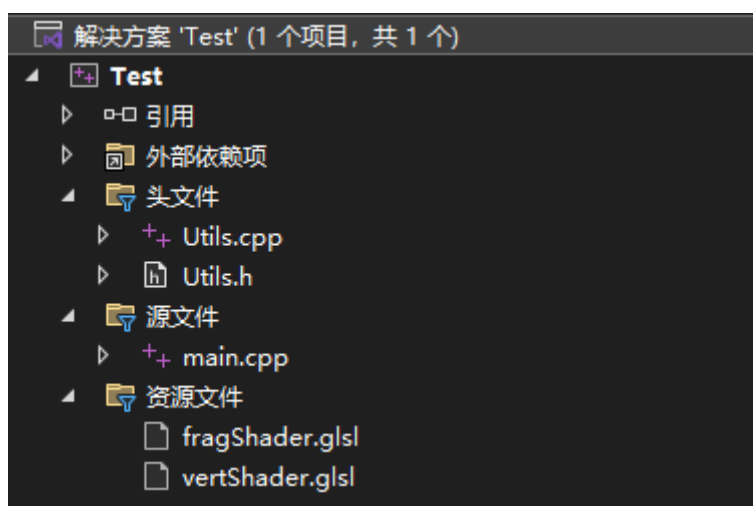 解决方案 'Test' (1 个项目，共 1 个)
Test
引用
外部依赖项
头文件
Utils.cpp
Utils.h
源文件
main.cpp
资源文件
fragShader.glsl
vertShader.glsl